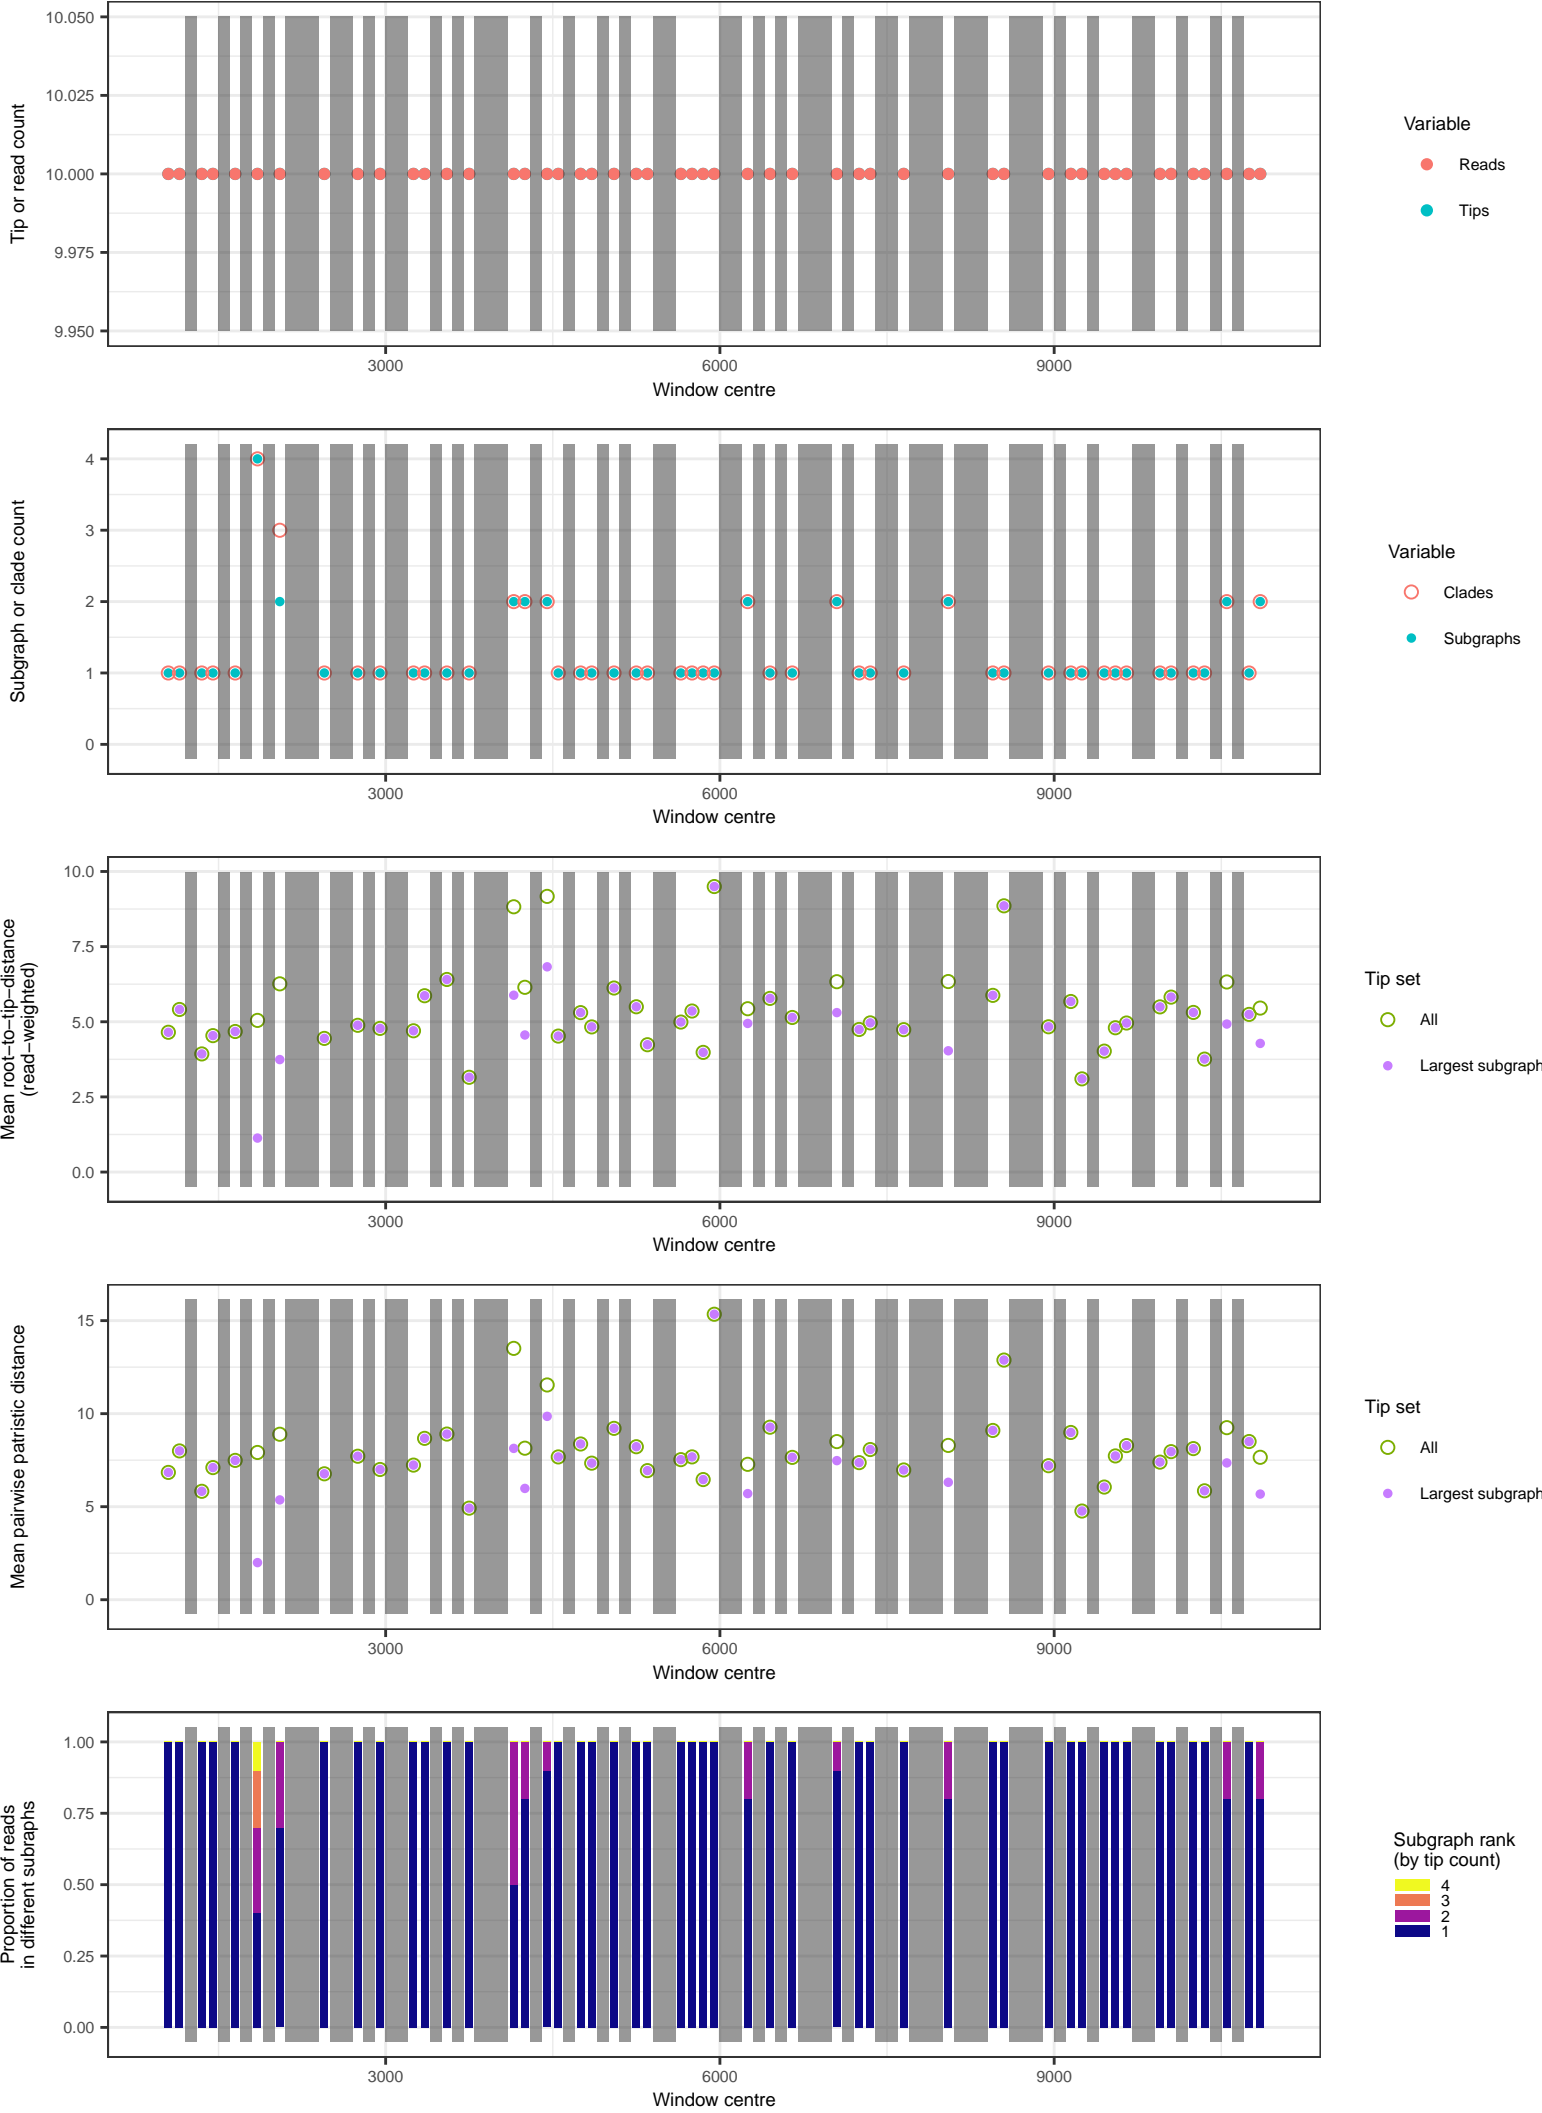 10.050
10.025
10.000
9.975
9.950
Tip or read count
3000 6000 9000
Window centre
Variable
Reads
Tips
4
3
2
1
0
Subgraph or clade count
3000 6000 9000
Window centre
Variable
Clades
Subgraphs
10.0
7.5
5.0
2.5
0.0
Mean root−to−tip−distance
(read−weighted)
3000 6000 9000
Window centre
Tip set
All
Largest subgraph
15
10
5
0
Mean pairwise patristic distance
3000 6000 9000
Window centre
Tip set
All
Largest subgraph
1.00
0.75
0.50
0.25
0.00
Proportion of reads
in different subraphs
3000 6000 9000
Window centre
Subgraph rank
(by tip count)
4
3
2
1